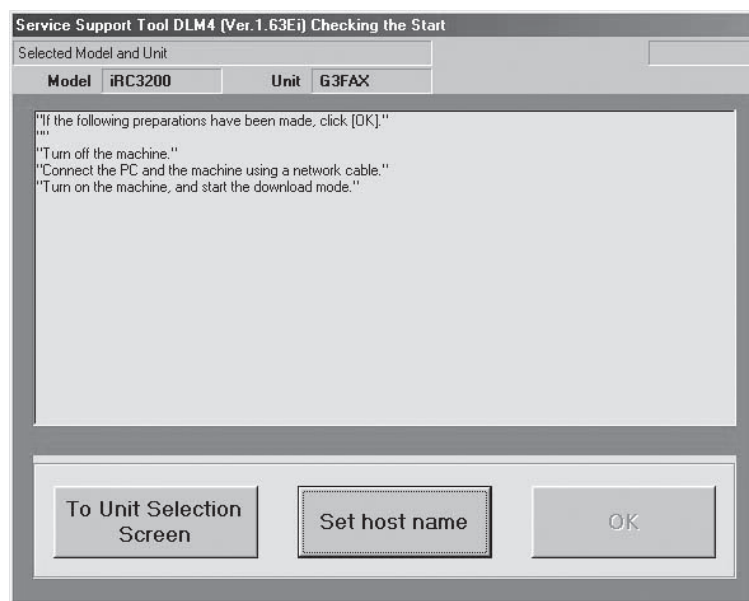 Service Support Tool DLM4 (Ver.1.63Ei) Checking the Start
Selected Model and Unit
Model iRC3200 Unit G3FAX
"If the following preparations have been made, click [OK]."
""
"Turn off the machine."
"Connect the PC and the machine using a network cable."
"Turn on the machine, and start the download mode."
To Unit Selection
Screen
Set host name
OK